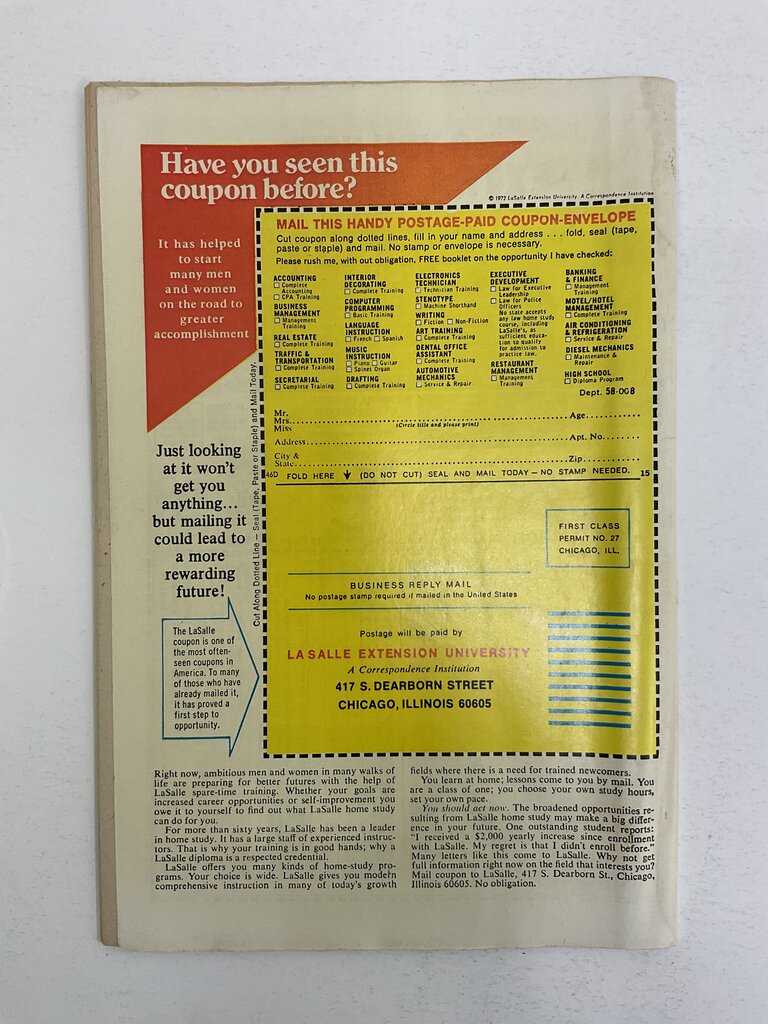 Have you seen this
coupon before?
It has helped
to start
many men
and women
on the road to
greater
accomplishment
© 1972 LaSalle Extension University A Correspondence Institution
MAIL THIS HANDY POSTAGE-PAID COUPON-ENVELOPE
Cut coupon along dotted lines, fill in your name and address . . . fold, seal (tape,
paste or staple) and mail. No stamp or envelope is necessary.
Please rush me, with out obligation, FREE booklet on the opportunity I have checked:
ACCOUNTING
☐ Complete
Accounting
☐ CPA Training
BUSINESS
MANAGEMENT
☐ Management
Training
REAL ESTATE
☐ Complete Training
TRAFFIC &
TRANSPORTATION
☐ Complete Training
SECRETARIAL
☐ Complete Training
INTERIOR
DECORATING
☐ Complete Training
COMPUTER
PROGRAMMING
☐ Basic Training
LANGUAGE
INSTRUCTION
☐ French ☐ Spanish
MUSIC
INSTRUCTION
☐ Piano ☐ Guitar
☐ Spinet Organ
DRAFTING
☐ Complete Training
ELECTRONICS
TECHNICIAN
☐ Technician Training
STENOTYPE
☐ Machine Shorthand
WRITING
☐ Fiction ☐ Non-Fiction
ART TRAINING
☐ Complete Training
DENTAL OFFICE
ASSISTANT
☐ Complete Training
AUTOMOTIVE
MECHANICS
☐ Service & Repair
EXECUTIVE
DEVELOPMENT
☐ Law for Executive
Leadership
☐ Law for Police
Officers
No state accepts
any law home study
course, including
LaSalle's, as
sufficient education
to qualify
for admission to
practice law.
RESTAURANT
MANAGEMENT
☐ Management
Training
BANKING
& FINANCE
☐ Management
Training
MOTEL/HOTEL
MANAGEMENT
☐ Complete Training
AIR CONDITIONING
& REFRIGERATION
☐ Service & Repair
DIESEL MECHANICS
☐ Maintenance &
Repair
HIGH SCHOOL
☐ Diploma Program
Dept. 58-008
Mr.
Mrs. Age
Miss (Circle title and please print)
Address Apt. No.
City &
State Zip
46D FOLD HERE (DO NOT CUT) SEAL AND MAIL TODAY — NO STAMP NEEDED. 15
Cut Along Dotted Line — Seal (Tape, Paste or Staple) and Mail Today.
FIRST CLASS
PERMIT NO. 27
CHICAGO, ILL.
BUSINESS REPLY MAIL
No postage stamp required if mailed in the United States
Postage will be paid by
LA SALLE EXTENSION UNIVERSITY
A Correspondence Institution
417 S. DEARBORN STREET
CHICAGO, ILLINOIS 60605
Just looking
at it won't
get you
anything...
but mailing it
could lead to
a more
rewarding
future!
The LaSalle
coupon is one of
the most often-
seen coupons in
America. To many
of those who have
already mailed it,
it has proved a
first step to
opportunity.
Right now, ambitious men and women in many walks of
life are preparing for better futures with the help of
LaSalle spare-time training. Whether your goals are
increased career opportunities or self-improvement you
owe it to yourself to find out what LaSalle home study
can do for you.
For more than sixty years, LaSalle has been a leader
in home study. It has a large staff of experienced instruc-
tors. That is why your training is in good hands; why a
LaSalle diploma is a respected credential.
LaSalle offers you many kinds of home-study pro-
grams. Your choice is wide. LaSalle gives you modern
comprehensive instruction in many of today's growth
fields where there is a need for trained newcomers.
You learn at home; lessons come to you by mail. You
are a class of one; you choose your own study hours,
set your own pace.
You should act now. The broadened opportunities re-
sulting from LaSalle home study may make a big differ-
ence in your future. One outstanding student reports:
"I received a $2,000 yearly increase since enrollment
with LaSalle. My regret is that I didn't enroll before."
Many letters like this come to LaSalle. Why not get
full information right now on the field that interests you?
Mail coupon to LaSalle, 417 S. Dearborn St., Chicago,
Illinois 60605. No obligation.